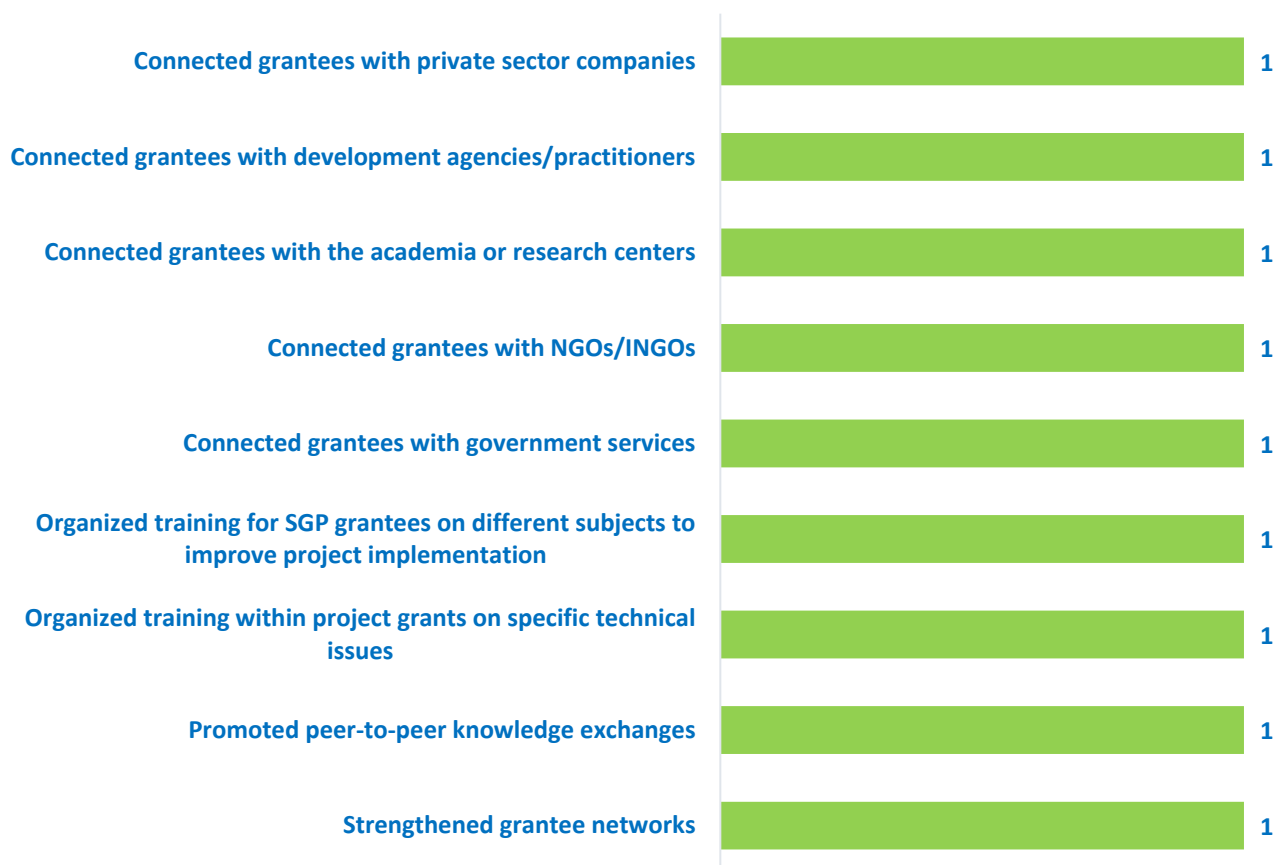 Connected grantees with private sector companies 1
Connected grantees with development agencies/practitioners 1
Connected grantees with the academia or research centers 1
Connected grantees with NGOs/INGOs 1
Connected grantees with government services 1
Organized training for SGP grantees on different subjects to
improve project implementation 1
Organized training within project grants on specific technical
issues 1
Promoted peer-to-peer knowledge exchanges 1
Strengthened grantee networks 1